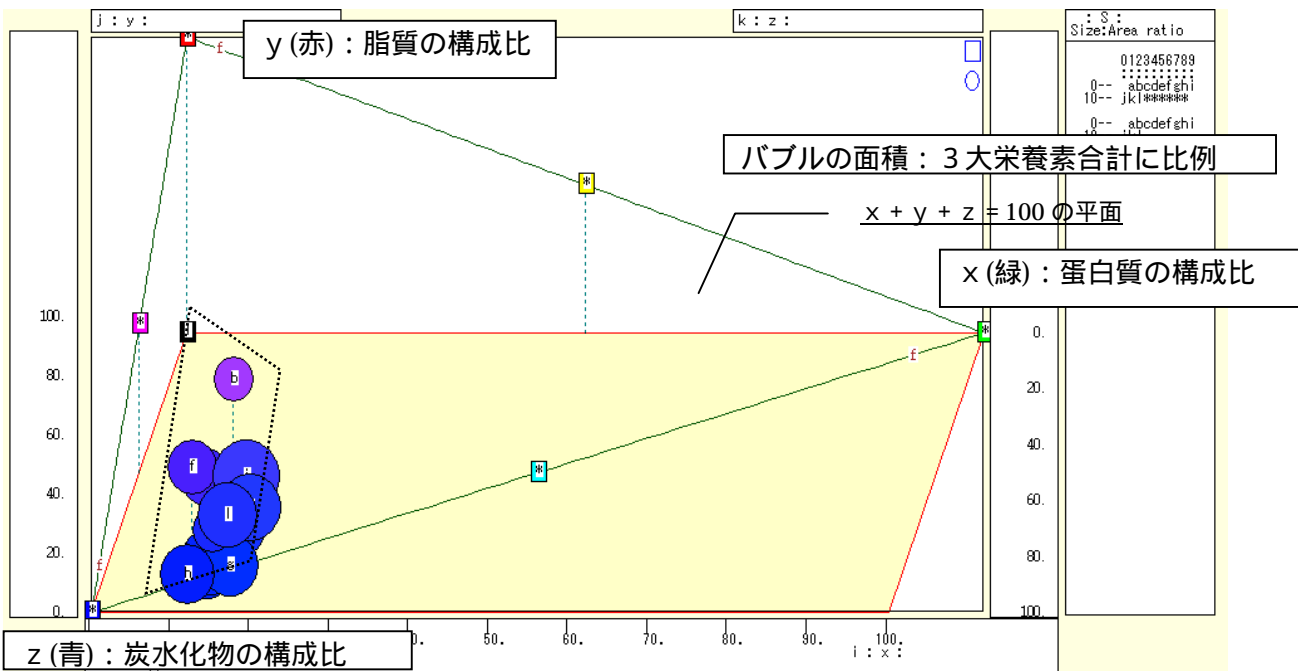 j : y :
k : z :
: S :
Size:Area ratio
0123456789
0-- abcdefghi
10-- jkl******
0-- abcdefghi
y (赤)：脂質の構成比
f
*
*
バブルの面積：３大栄養素合計に比例
x + y + z = 100 の平面
x (緑)：蛋白質の構成比
100.
80.
60.
40.
20.
0.
*
*
f
0.
20.
40.
60.
80.
100.
b
f
l
h
*
f
*
50.
60.
70.
80.
90.
100.
i : x :
z (青)：炭水化物の構成比